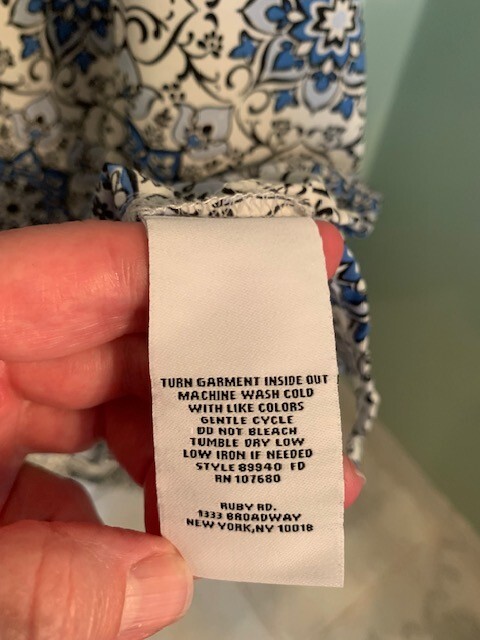 TURN GARMENT INSIDE OUT
MACHINE WASH COLD
WITH LIKE COLORS
GENTLE CYCLE
DO NOT BLEACH
TUMBLE DRY LOW
LOW IRON IF NEEDED
STYLE 89940 FD
RN 107680
RUBY RD.
1333 BROADWAY
NEW YORK,NY 10018